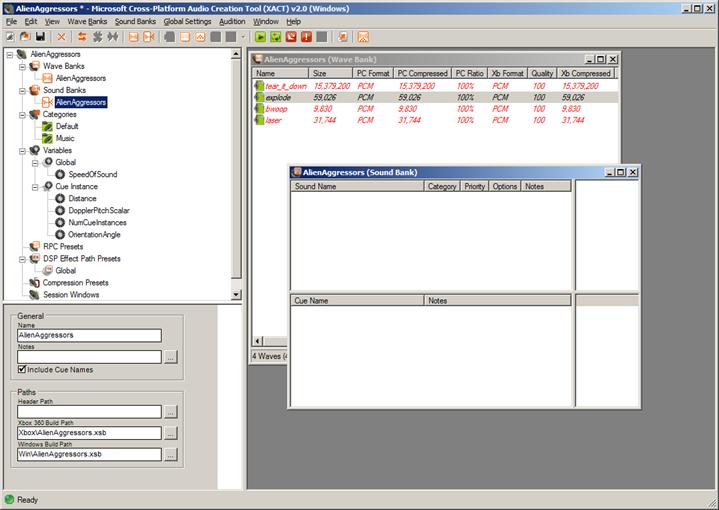 AlienAggressors * - Microsoft Cross-Platform Audio Creation Tool (XACT) v2.0 (Windows)
File Edit View Wave Banks Sound Banks Global Settings Audition Window Help
AlienAggressors
Wave Banks
AlienAggressors
Sound Banks
AlienAggressors
Categories
Default
Music
Variables
Global
SpeedOfSound
Cue Instance
Distance
DopplerPitchScalar
NumCueInstances
OrientationAngle
RPC Presets
DSP Effect Path Presets
Global
Compression Presets
Session Windows
General
Name
AlienAggressors
Notes
...
Include Cue Names
Paths
Header Path
...
Xbox 360 Build Path
Xbox\AlienAggressors.xsb ...
Windows Build Path
Win\AlienAggressors.xsb ...
AlienAggressors (Wave Bank)
Name Size PC Format PC Compressed PC Ratio Xb Format Quality Xb Compressed
tear_it_down 15,379,200 PCM 15,379,200 100% PCM 100 15,379,200
explode 59,026 PCM 59,026 100% PCM 100 59,026
bwoop 9,830 PCM 9,830 100% PCM 100 9,830
laser 31,744 PCM 31,744 100% PCM 100 31,744
4 Waves (4
AlienAggressors (Sound Bank)
Sound Name Category Priority Options Notes
Cue Name Notes
Ready